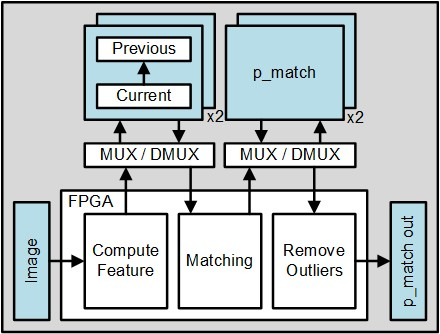 Previous
Current
x2
p_match
x2
MUX / DMUX
MUX / DMUX
FPGA
Image
Compute
Feature
Matching
Remove
Outliers
p_match out